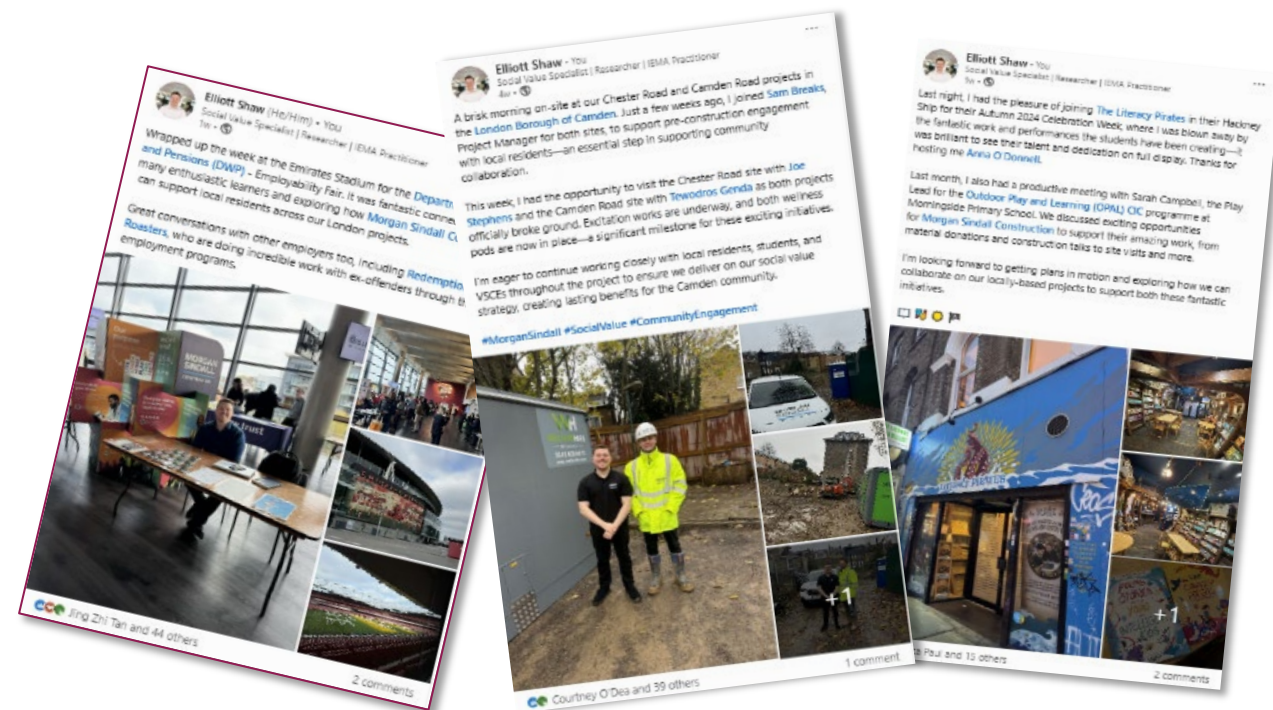 Elliott Shaw (He/Him) • You
Social Value Specialist | Researcher | IEMA Practitioner
1w •
Wrapped up the week at the Emirates Stadium for the Departm
and Pensions (DWP) - Employability Fair. It was fantastic connec
many enthusiastic learners and exploring how Morgan Sindall Co
can support local residents across our London projects.
Great conversations with other employers too, including Redemptio
Roasters, who are doing incredible work with ex-offenders through th
employment programs.
MORGAN
SINDALL
trust
Jing Zhi Tan and 44 others
2 comments
Elliott Shaw • You
Social Value Specialist | Researcher | IEMA Practitioner
4w •
A brisk morning on-site at our Chester Road and Camden Road projects in
the London Borough of Camden. Just a few weeks ago, I joined Sam Breaks,
Project Manager for both sites, to support pre-construction engagement
with local residents—an essential step in supporting community
collaboration.
This week, I had the opportunity to visit the Chester Road site with Joe
Stephens and the Camden Road site with Tewodros Genda as both projects
officially broke ground. Excitation works are underway, and both wellness
pods are now in place—a significant milestone for these exciting initiatives.
I'm eager to continue working closely with local residents, students, and
VSCEs throughout the project to ensure we deliver on our social value
strategy, creating lasting benefits for the Camden community.
#MorganSindall #SocialValue #CommunityEngagement
+1
Courtney O'Dea and 39 others
1 comment
Elliott Shaw • You
Social Value Specialist | Researcher | IEMA Practitioner
1w •
Last night, I had the pleasure of joining The Literacy Pirates in their Hackney
Ship for their Autumn 2024 Celebration Week, where I was blown away by
the fantastic work and performances the students have been creating—it
was brilliant to see their talent and dedication on full display. Thanks for
hosting me Anna O'Donnell.
Last month, I also had a productive meeting with Sarah Campbell, the Play
Lead for the Outdoor Play and Learning (OPAL) CIC programme at
Morningside Primary School. We discussed exciting opportunities
for Morgan Sindall Construction to support their amazing work, from
material donations and construction talks to site visits and more.
I'm looking forward to getting plans in motion and exploring how we can
collaborate on our locally-based projects to support both these fantastic
initiatives.
LITERACY PIRATES
+1
Paul and 15 others
2 comments